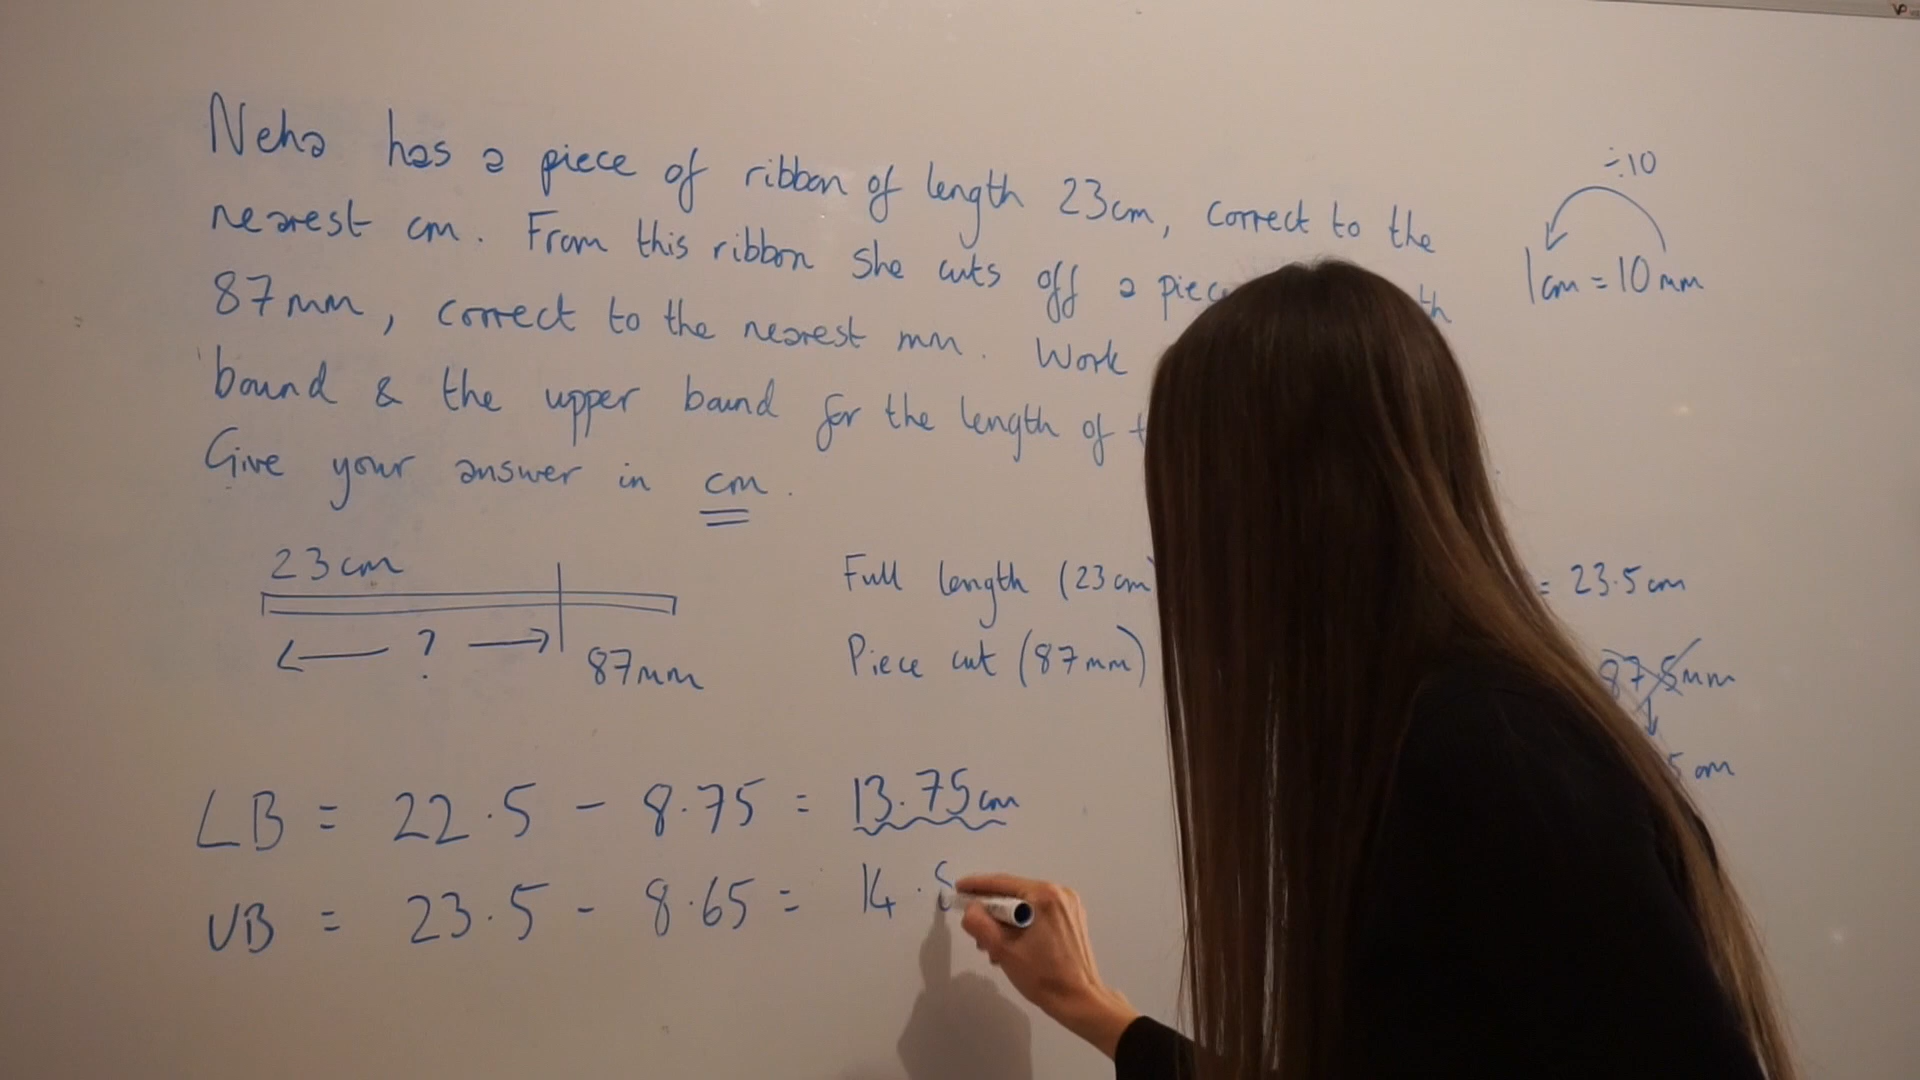 Neha has a piece of ribbon of length 23cm, correct to the
nearest cm. From this ribbon she cuts off a piece
87mm, correct to the nearest mm. Work
bound & the upper bound for the length of
Give your answer in cm.
÷10
1cm = 10mm
23cm
?
87mm
Full length (23cm) = 23.5cm
Piece cut (87mm) 87.5mm
cm
LB = 22.5 - 8.75 = 13.75cm
UB = 23.5 - 8.65 = 14.